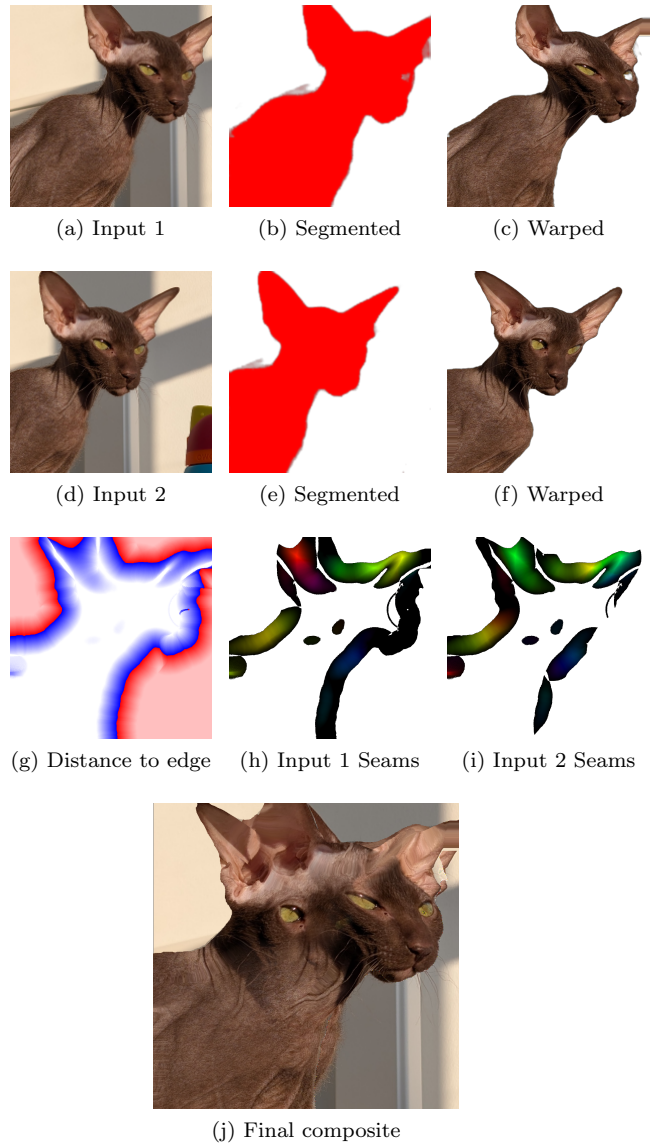 (a) Input 1
(b) Segmented
(c) Warped
(d) Input 2
(e) Segmented
(f) Warped
(g) Distance to edge
(h) Input 1 Seams
(i) Input 2 Seams
(j) Final composite